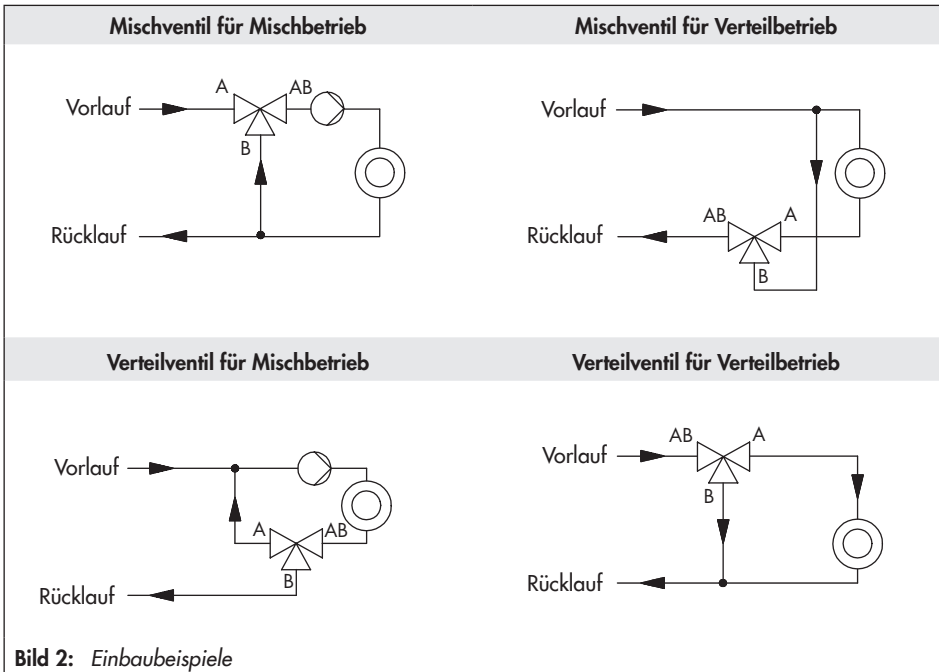 Mischventil für Mischbetrieb
Mischventil für Verteilbetrieb
A AB
Vorlauf
B
Rücklauf
Vorlauf
AB A
Rücklauf
B
Verteilventil für Mischbetrieb
Verteilventil für Verteilbetrieb
Vorlauf
A AB
B
Rücklauf
AB A
Vorlauf
B
Rücklauf
Bild 2: Einbaubeispiele